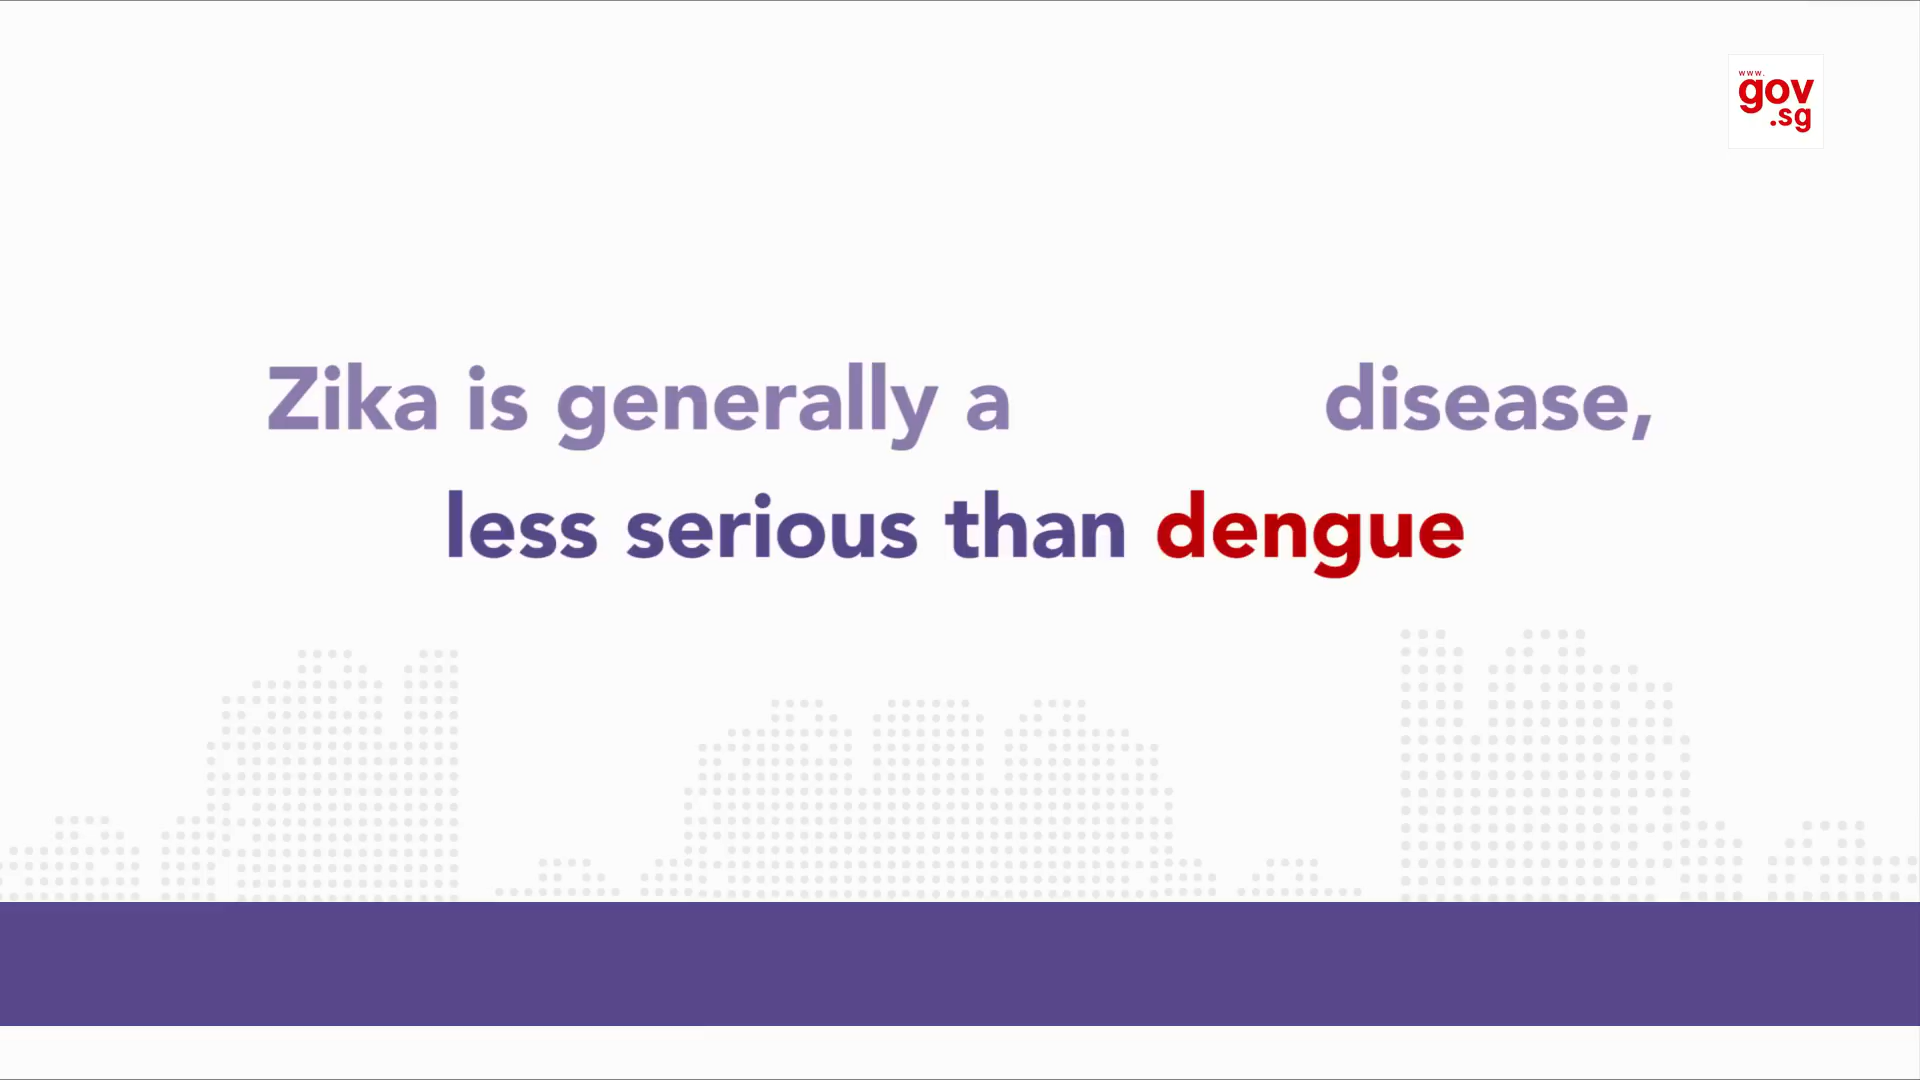 www.
gov
.sg
Zika is generally a disease,
less serious than dengue